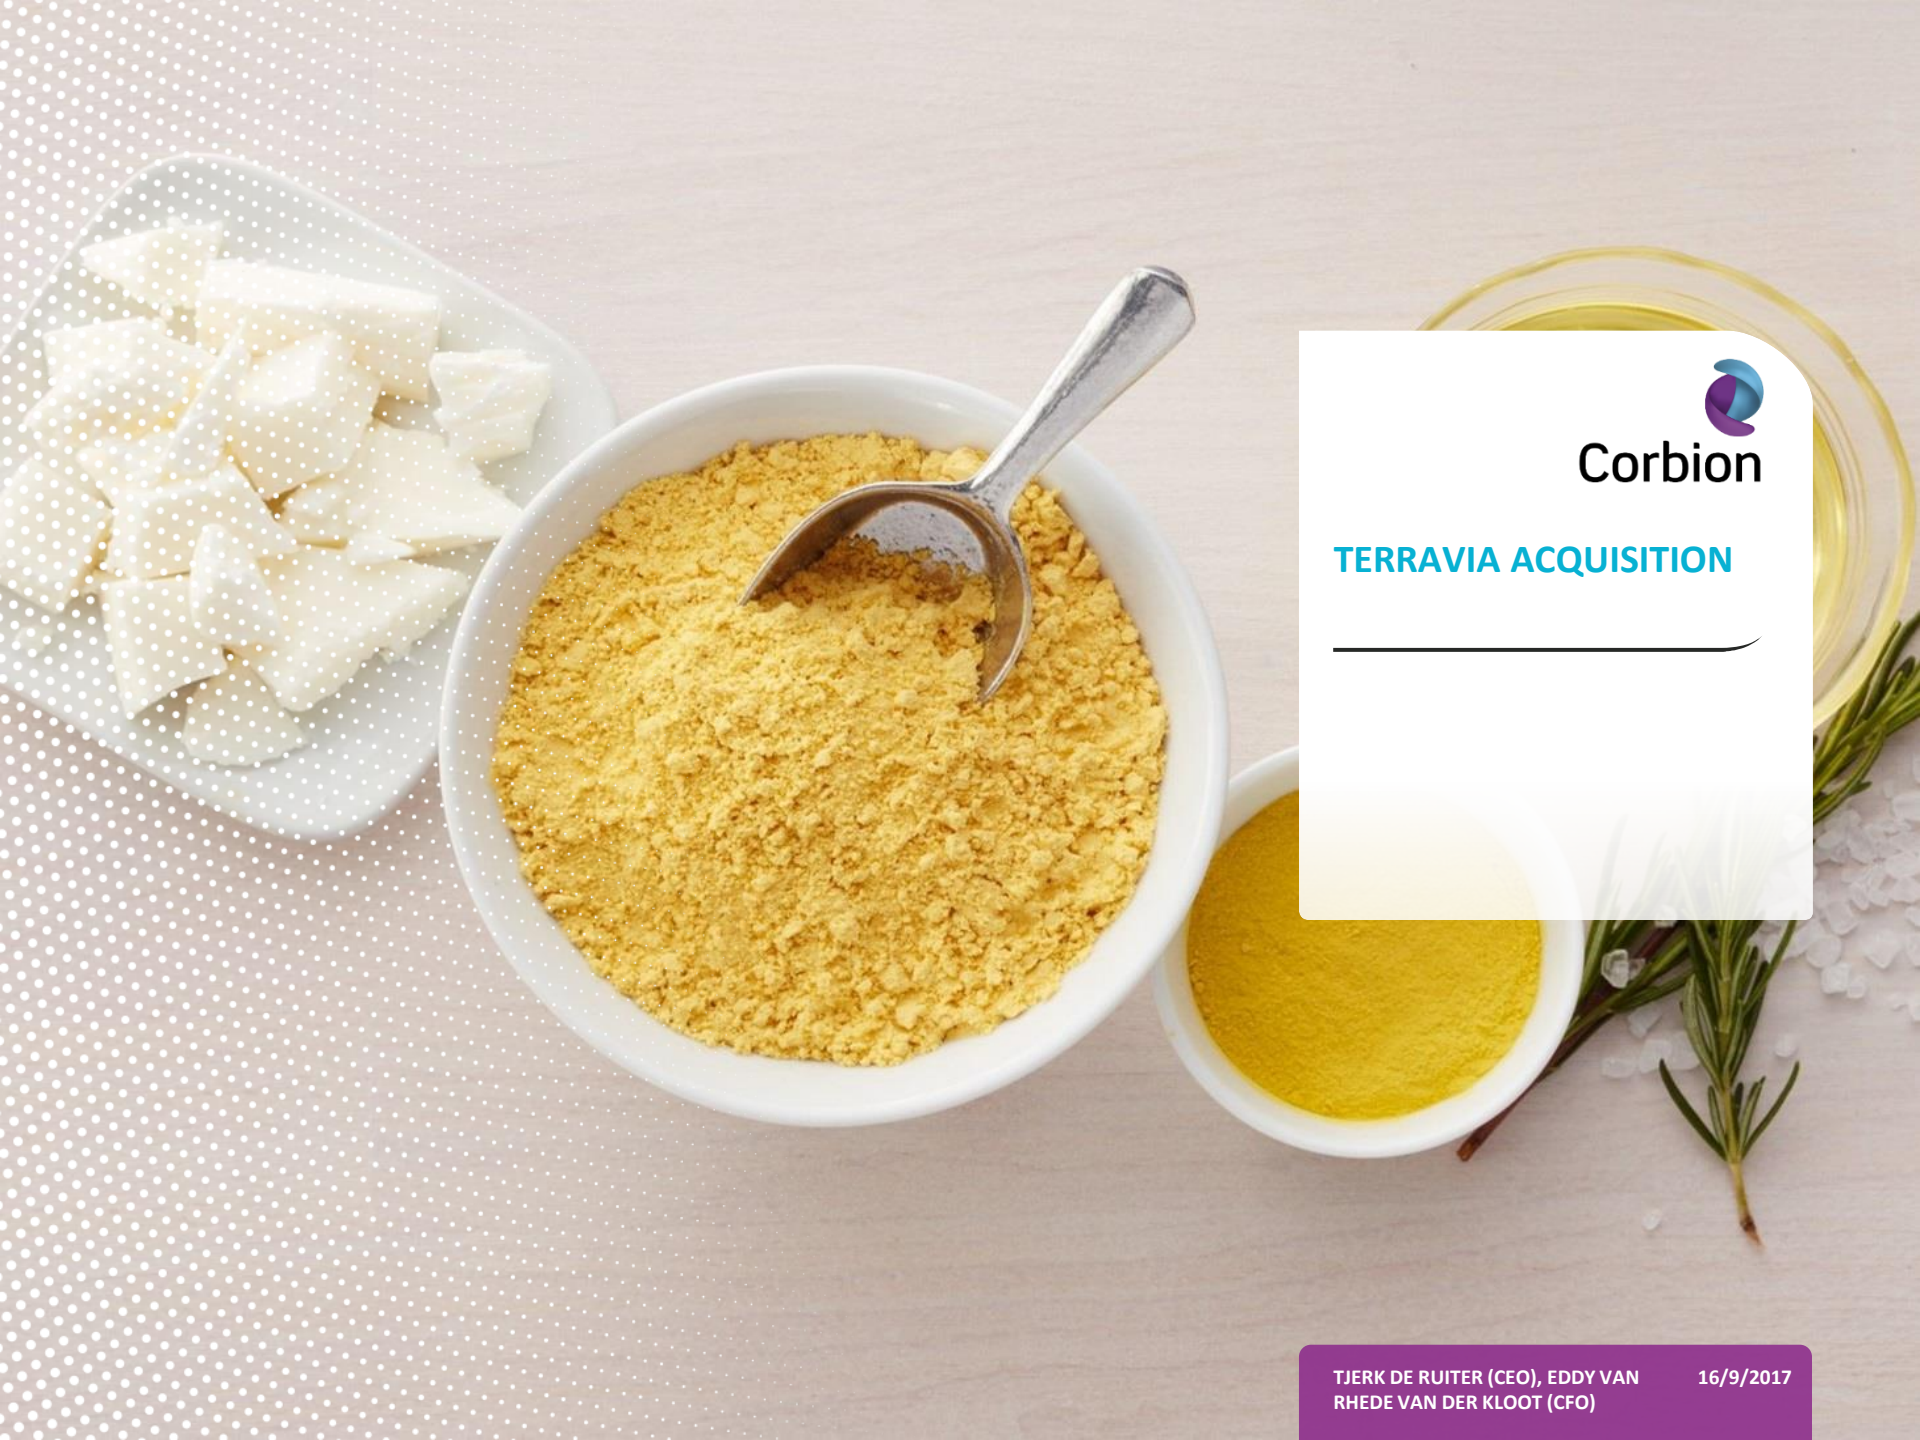 Corbion
TERRAVIA ACQUISITION
TJERK DE RUITER (CEO), EDDY VAN
RHEDE VAN DER KLOOT (CFO)
16/9/2017